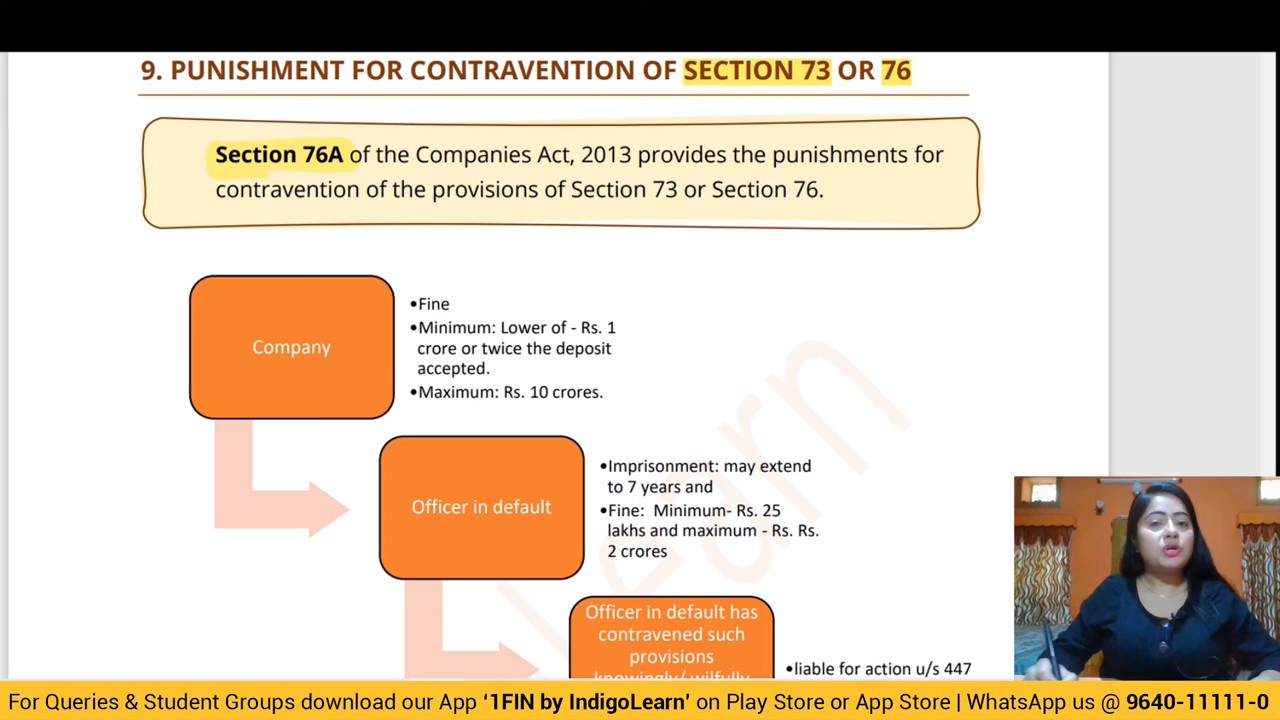 9. PUNISHMENT FOR CONTRAVENTION OF SECTION 73 OR 76
Section 76A of the Companies Act, 2013 provides the punishments for
contravention of the provisions of Section 73 or Section 76.
Company
•Fine
•Minimum: Lower of - Rs. 1
crore or twice the deposit
accepted.
•Maximum: Rs. 10 crores.
Officer in default
•Imprisonment: may extend
to 7 years and
•Fine: Minimum- Rs. 25
lakhs and maximum - Rs. Rs.
2 crores
Officer in default has
contravened such
provisions
knowingly/ wilfully
•liable for action u/s 447
Learn
For Queries & Student Groups download our App ‘1FIN by IndigoLearn’ on Play Store or App Store | WhatsApp us @ 9640-11111-0